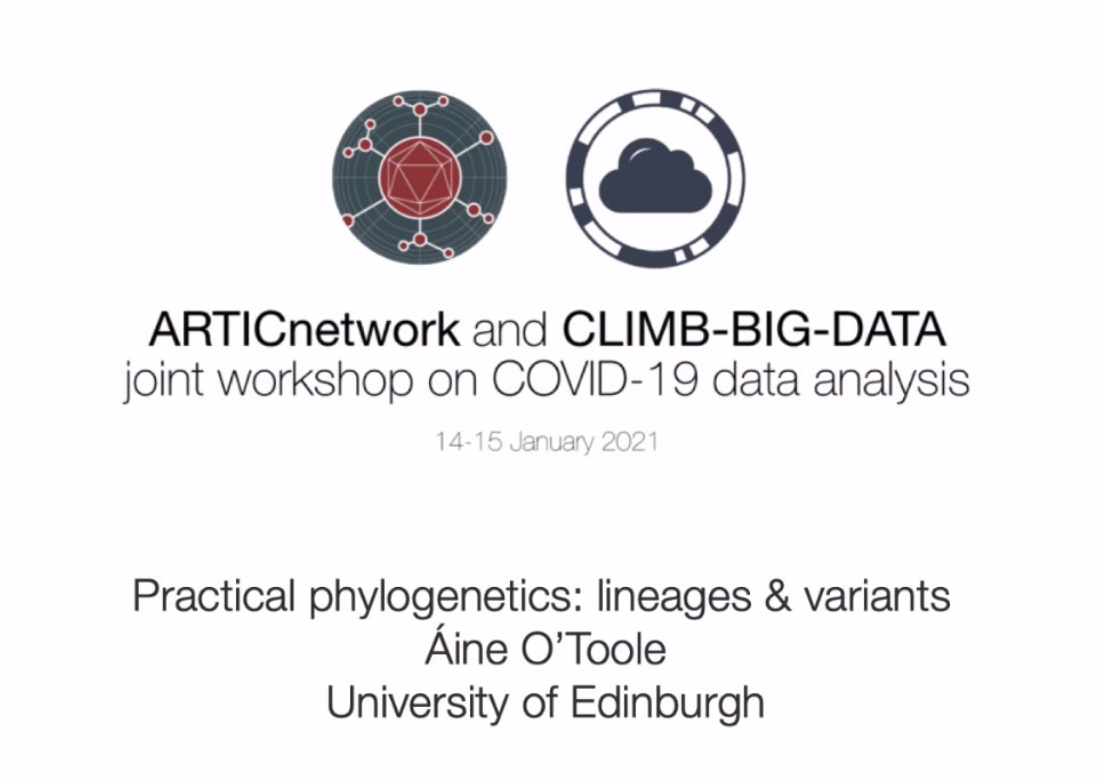 ARTICnetwork and CLIMB-BIG-DATA
joint workshop on COVID-19 data analysis
14-15 January 2021
Practical phylogenetics: lineages & variants
Áine O’Toole
University of Edinburgh